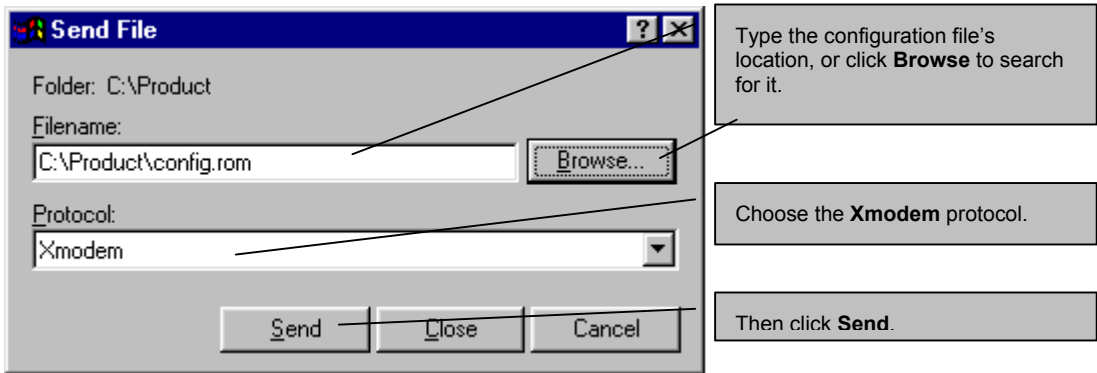 Send File
Folder: C:\Product
Filename:
C:\Product\config.rom
Browse...
Protocol:
Xmodem
Send
Close
Cancel
Type the configuration file’s
location, or click Browse to search
for it.
Choose the Xmodem protocol.
Then click Send.